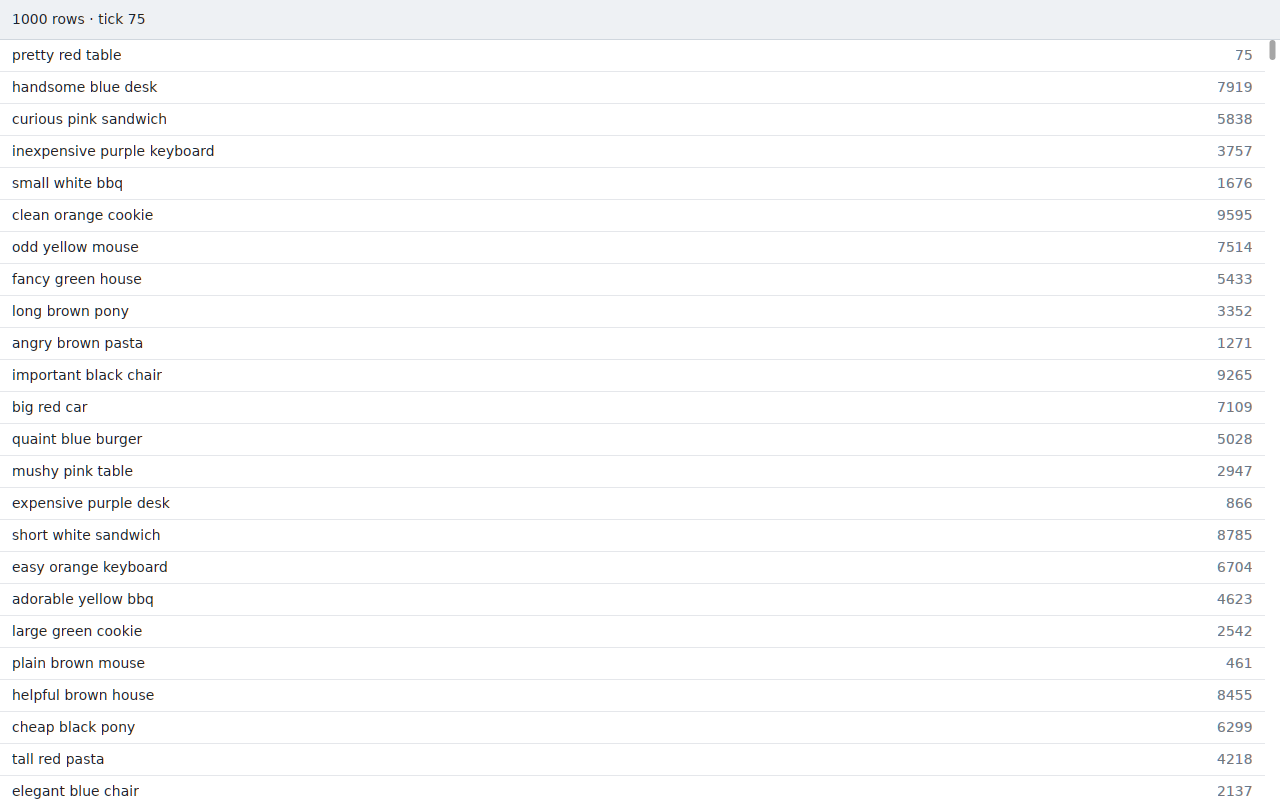 1000 rows · tick 75
pretty red table 75
handsome blue desk 7919
curious pink sandwich 5838
inexpensive purple keyboard 3757
small white bbq 1676
clean orange cookie 9595
odd yellow mouse 7514
fancy green house 5433
long brown pony 3352
angry brown pasta 1271
important black chair 9265
big red car 7109
quaint blue burger 5028
mushy pink table 2947
expensive purple desk 866
short white sandwich 8785
easy orange keyboard 6704
adorable yellow bbq 4623
large green cookie 2542
plain brown mouse 461
helpful brown house 8455
cheap black pony 6299
tall red pasta 4218
elegant blue chair 2137